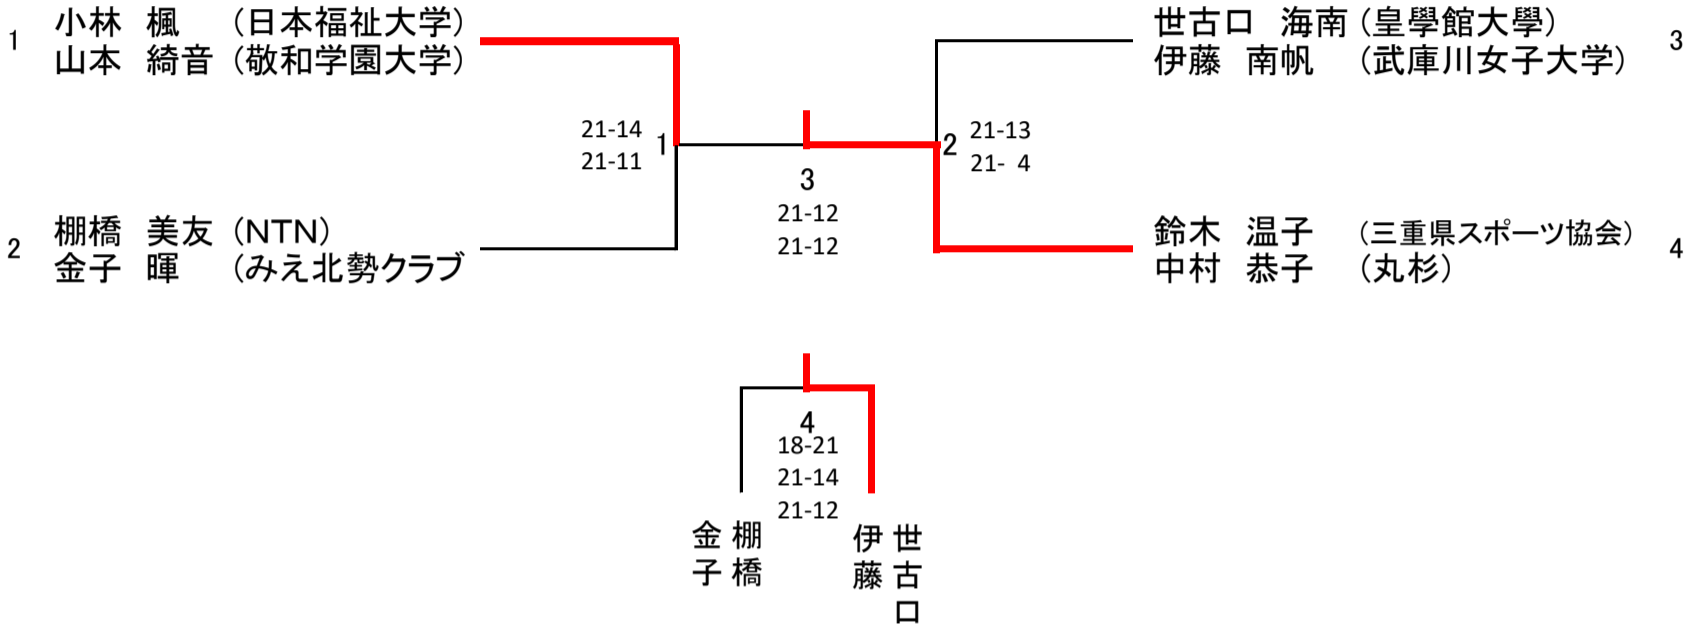 1
小林 楓 (日本福祉大学)
山本 綺音 (敬和学園大学)
2
棚橋 美友 (NTN)
金子 暉 (みえ北勢クラブ
世古口 海南 (皇學館大學)
伊藤 南帆 (武庫川女子大学)
3
鈴木 温子 (三重県スポーツ協会)
中村 恭子 (丸杉)
4
21-14
21-11
1
2
21-13
21- 4
3
21-12
21-12
4
18-21
21-14
21-12
棚橋
金子
世古口
伊藤